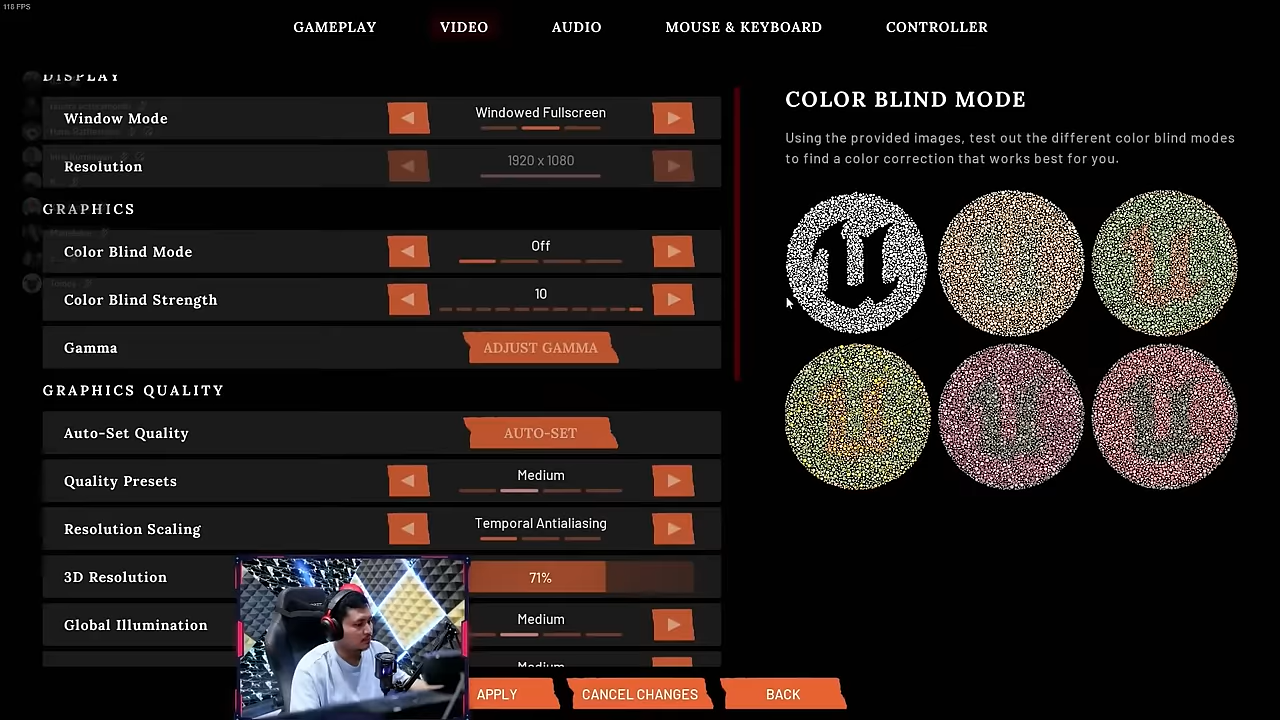 118 FPS
GAMEPLAY
VIDEO
AUDIO
MOUSE & KEYBOARD
CONTROLLER
DISPLAY
Window Mode
Windowed Fullscreen
Resolution
1920 x 1080
GRAPHICS
Color Blind Mode
Off
Color Blind Strength
10
Gamma
ADJUST GAMMA
GRAPHICS QUALITY
Auto-Set Quality
AUTO-SET
Quality Presets
Medium
Resolution Scaling
Temporal Antialiasing
3D Resolution
71%
Global Illumination
Medium
Medium
APPLY
CANCEL CHANGES
BACK
COLOR BLIND MODE
Using the provided images, test out the different color blind modes
to find a color correction that works best for you.